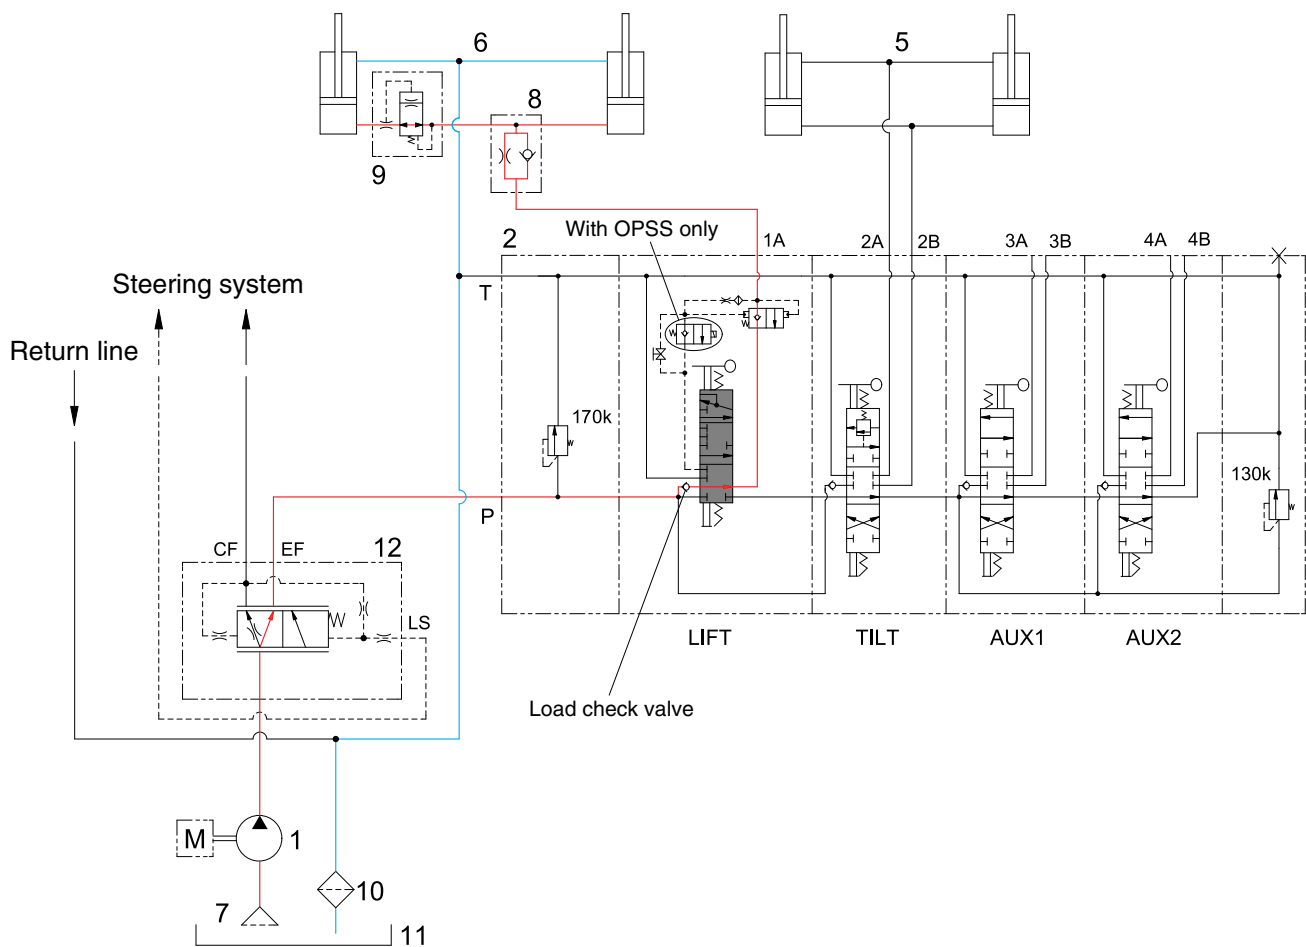 6
5
8
9
With OPSS only
2
1A
2A
2B
3A
3B
4A
4B
Steering system
T
Return line
170k
130k
P
CF
EF
12
LS
LIFT
TILT
AUX1
AUX2
Load check valve
M
1
10
7
11